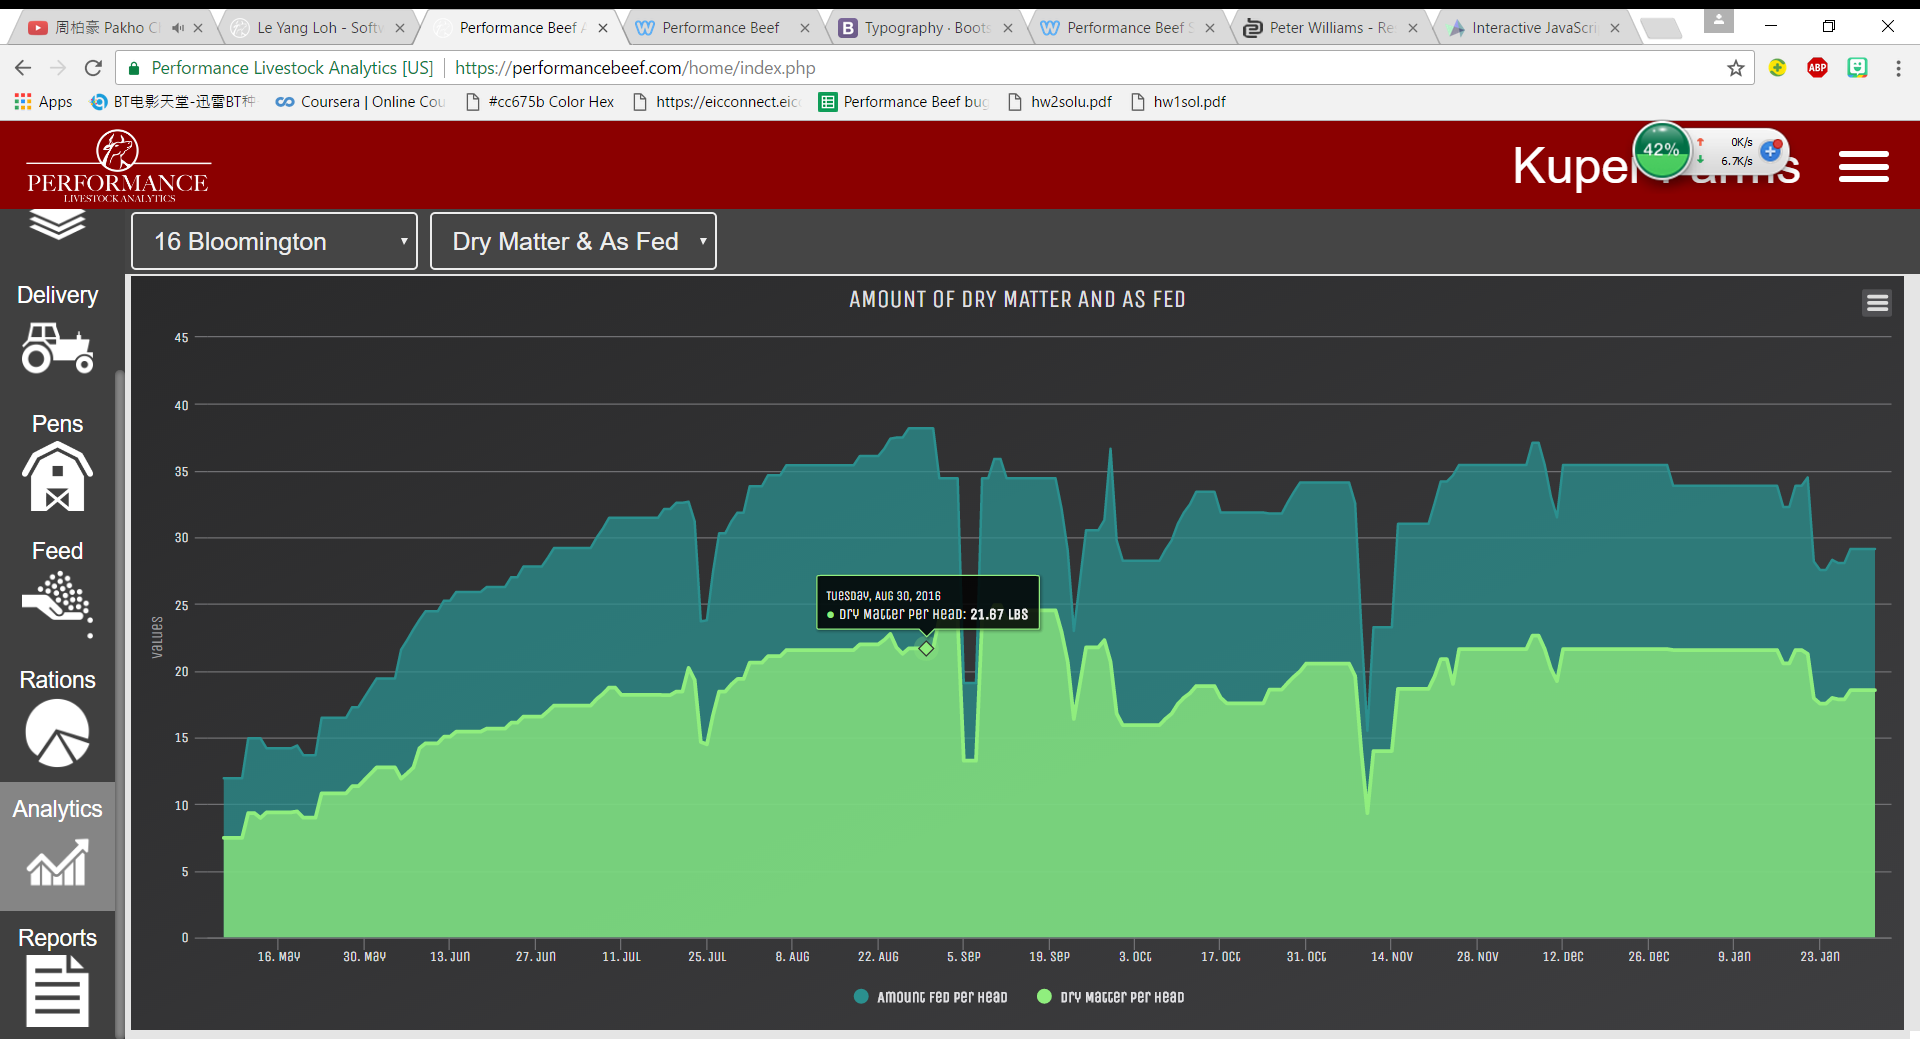 周柏豪 Pakho C
Le Yang Loh - Softw
Performance Beef A
Performance Beef
Typography · Boots
Performance Beef S
Peter Williams - Re
Interactive JavaScri
Performance Livestock Analytics [US] https://performancebeef.com/home/index.php
ABP
Apps
BT电影天堂-迅雷BT种
Coursera | Online Cou
#cc675b Color Hex
https://eicconnect.eic
Performance Beef bug
hw2solu.pdf
hw1sol.pdf
PERFORMANCE
LIVESTOCK ANALYTICS
42%
0K/s
6.7K/s
16 Bloomington
Dry Matter & As Fed
Delivery
Pens
Feed
Rations
Analytics
Reports
AMOUNT OF DRY MATTER AND AS FED
Values
45
40
35
30
25
20
15
10
5
0
Tuesday, Aug 30, 2016
Dry Matter Per Head: 21.67 lbs
16. May
30. May
13. Jun
27. Jun
11. Jul
25. Jul
8. Aug
22. Aug
5. Sep
19. Sep
3. Oct
17. Oct
31. Oct
14. Nov
28. Nov
12. Dec
26. Dec
9. Jan
23. Jan
Amount Fed Per Head
Dry Matter Per Head